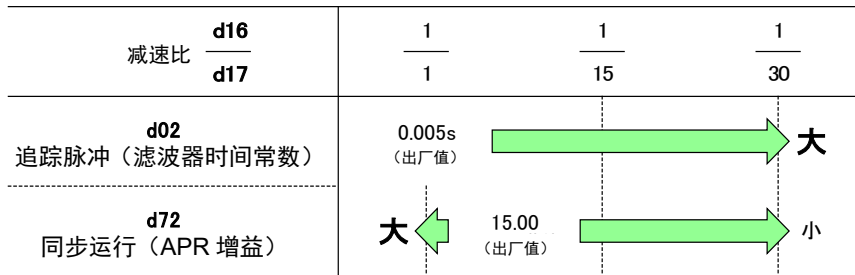 减速比 d16/d17 1/1 1/15 1/30
d02
追踪脉冲（滤波器时间常数）
0.005s
（出厂值）
大
d72
同步运行（APR 增益）
大
15.00
（出厂值）
小